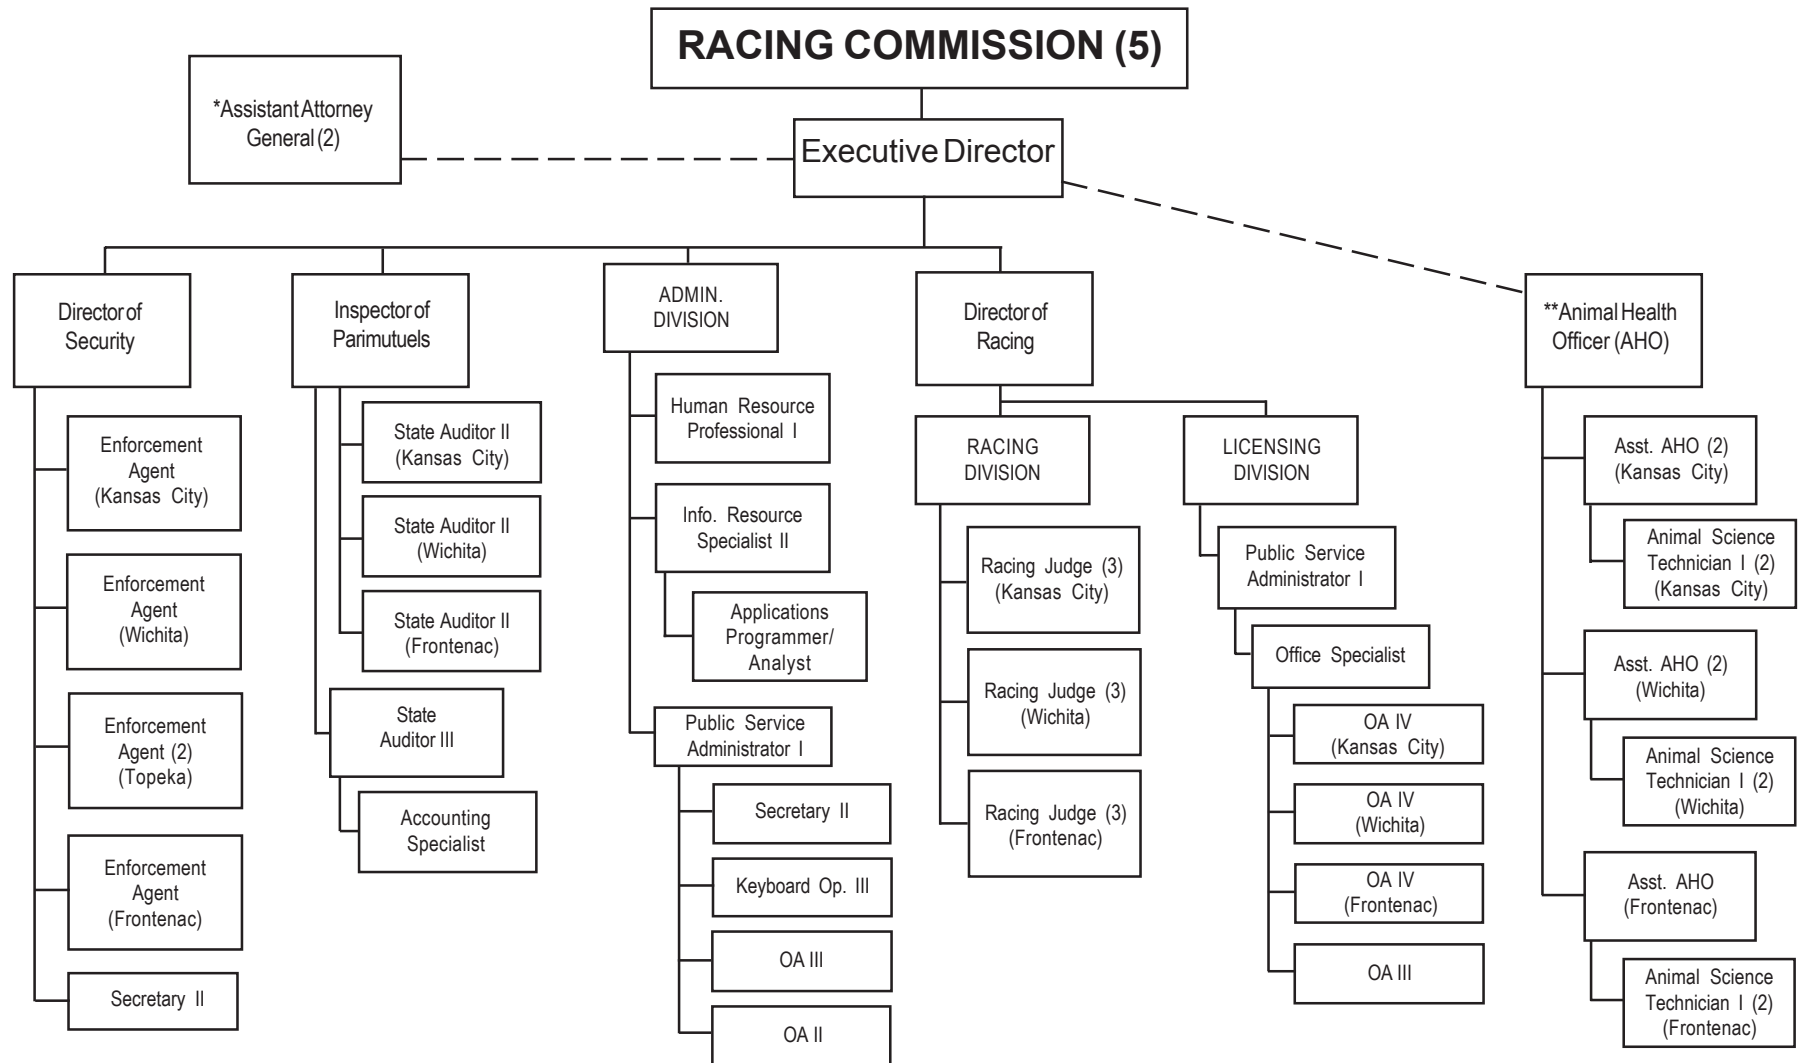 RACING COMMISSION (5)
*Assistant Attorney
General (2)
Executive Director
Director of
Security
Enforcement
Agent
(Kansas City)
Enforcement
Agent
(Wichita)
Enforcement
Agent (2)
(Topeka)
Enforcement
Agent
(Frontenac)
Secretary II
Inspector of
Parimutuels
State Auditor II
(Kansas City)
State Auditor II
(Wichita)
State Auditor II
(Frontenac)
State
Auditor III
Accounting
Specialist
ADMIN.
DIVISION
Human Resource
Professional I
Info. Resource
Specialist II
Applications
Programmer/
Analyst
Public Service
Administrator I
Secretary II
Keyboard Op. III
OA III
OA II
Director of
Racing
RACING
DIVISION
Racing Judge (3)
(Kansas City)
Racing Judge (3)
(Wichita)
Racing Judge (3)
(Frontenac)
LICENSING
DIVISION
Public Service
Administrator I
Office Specialist
OA IV
(Kansas City)
OA IV
(Wichita)
OA IV
(Frontenac)
OA III
**Animal Health
Officer (AHO)
Asst. AHO (2)
(Kansas City)
Animal Science
Technician I (2)
(Kansas City)
Asst. AHO (2)
(Wichita)
Animal Science
Technician I (2)
(Wichita)
Asst. AHO
(Frontenac)
Animal Science
Technician I (2)
(Frontenac)